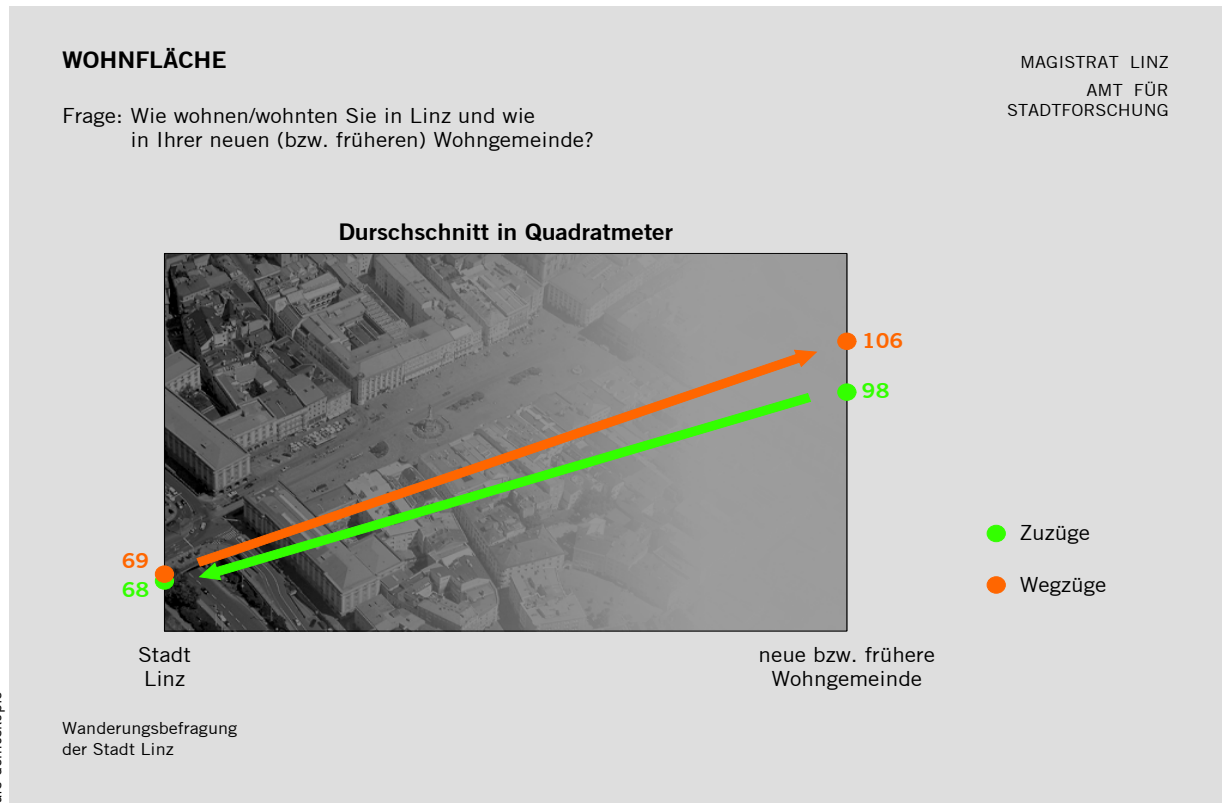 WOHNFLÄCHE
MAGISTRAT LINZ
AMT FÜR
STADTFORSCHUNG
Frage: Wie wohnen/wohnten Sie in Linz und wie
in Ihrer neuen (bzw. früheren) Wohngemeinde?
Durschschnitt in Quadratmeter
106
98
69
68
Zuzüge
Wegzüge
Stadt
Linz
neue bzw. frühere
Wohngemeinde
Wanderungsbefragung
der Stadt Linz